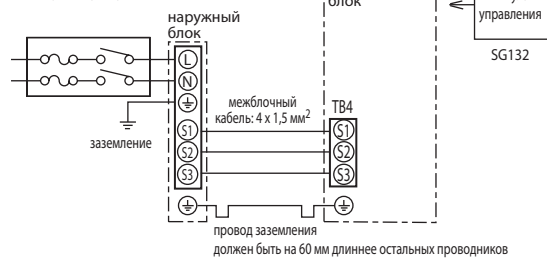 блок
управления
SG132
наружный
блок
L
N
межблочный
кабель: 4 x 1,5 мм²
TB4
заземление
S1
S1
S2
S2
S3
S3
провод заземления
должен быть на 60 мм длиннее остальных проводников